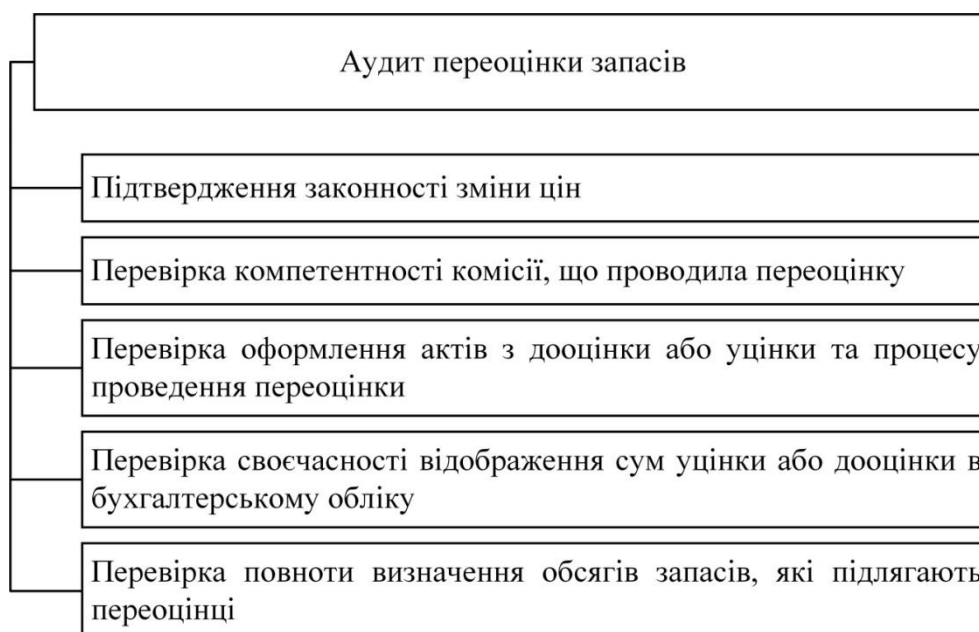 Аудит переоцінки запасів
Підтвердження законності зміни цін
Перевірка компетентності комісії, що проводила переоцінку
Перевірка оформлення актів з дооцінки або уцінки та процесу
проведення переоцінки
Перевірка своєчасності відображення сум уцінки або дооцінки в
бухгалтерському обліку
Перевірка повноти визначення обсягів запасів, які підлягають
переоцінці